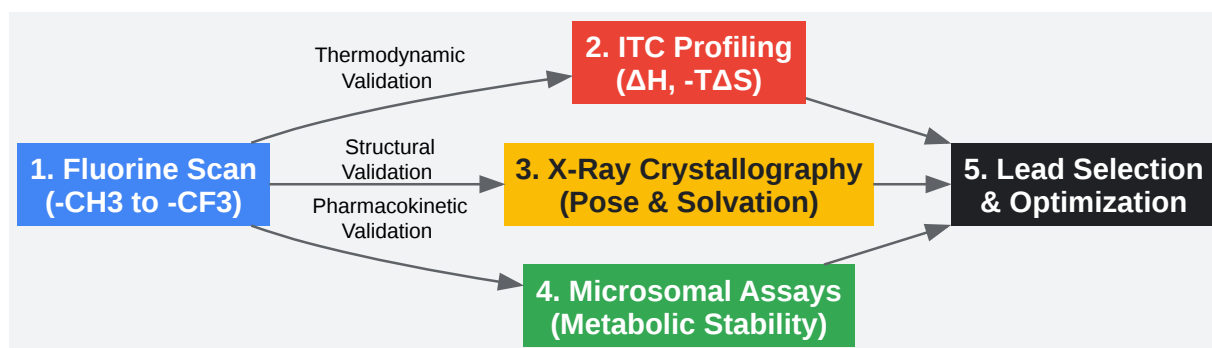 Thermodynamic
Validation
2. ITC Profiling
(ΔH, -TΔS)
1. Fluorine Scan
(-CH3 to -CF3)
Structural
Validation
3. X-Ray Crystallography
(Pose & Solvation)
5. Lead Selection
& Optimization
Pharmacokinetic
Validation
4. Microsomal Assays
(Metabolic Stability)